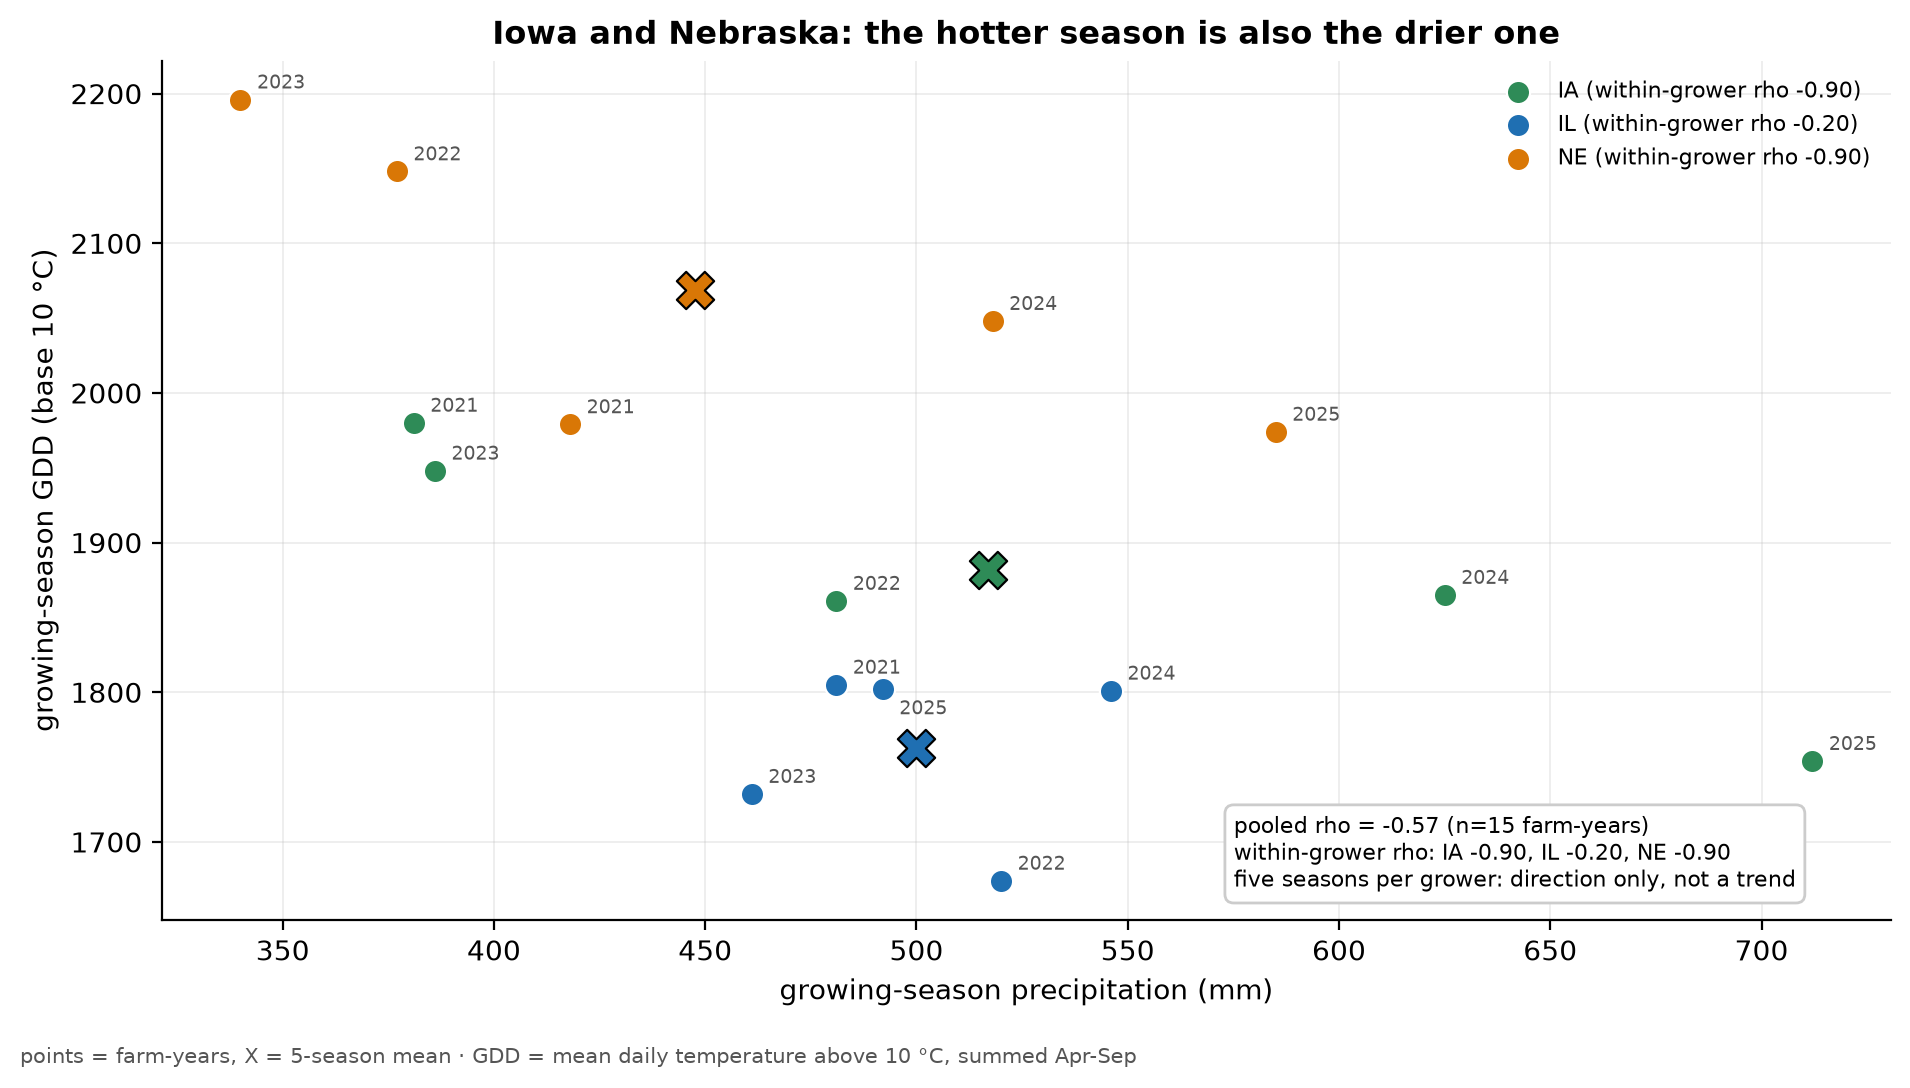 Iowa and Nebraska: the hotter season is also the drier one
IA (within-grower rho -0.90)
IL (within-grower rho -0.20)
NE (within-grower rho -0.90)
growing-season GDD (base 10 °C)
2200
2100
2000
1900
1800
1700
2023
2022
2024
2021
2021
2025
2023
2022
2024
2021
2025
2024
2025
2023
2022
pooled rho = -0.57 (n=15 farm-years)
within-grower rho: IA -0.90, IL -0.20, NE -0.90
five seasons per grower: direction only, not a trend
350
400
450
500
550
600
650
700
growing-season precipitation (mm)
points = farm-years, X = 5-season mean · GDD = mean daily temperature above 10 °C, summed Apr-Sep